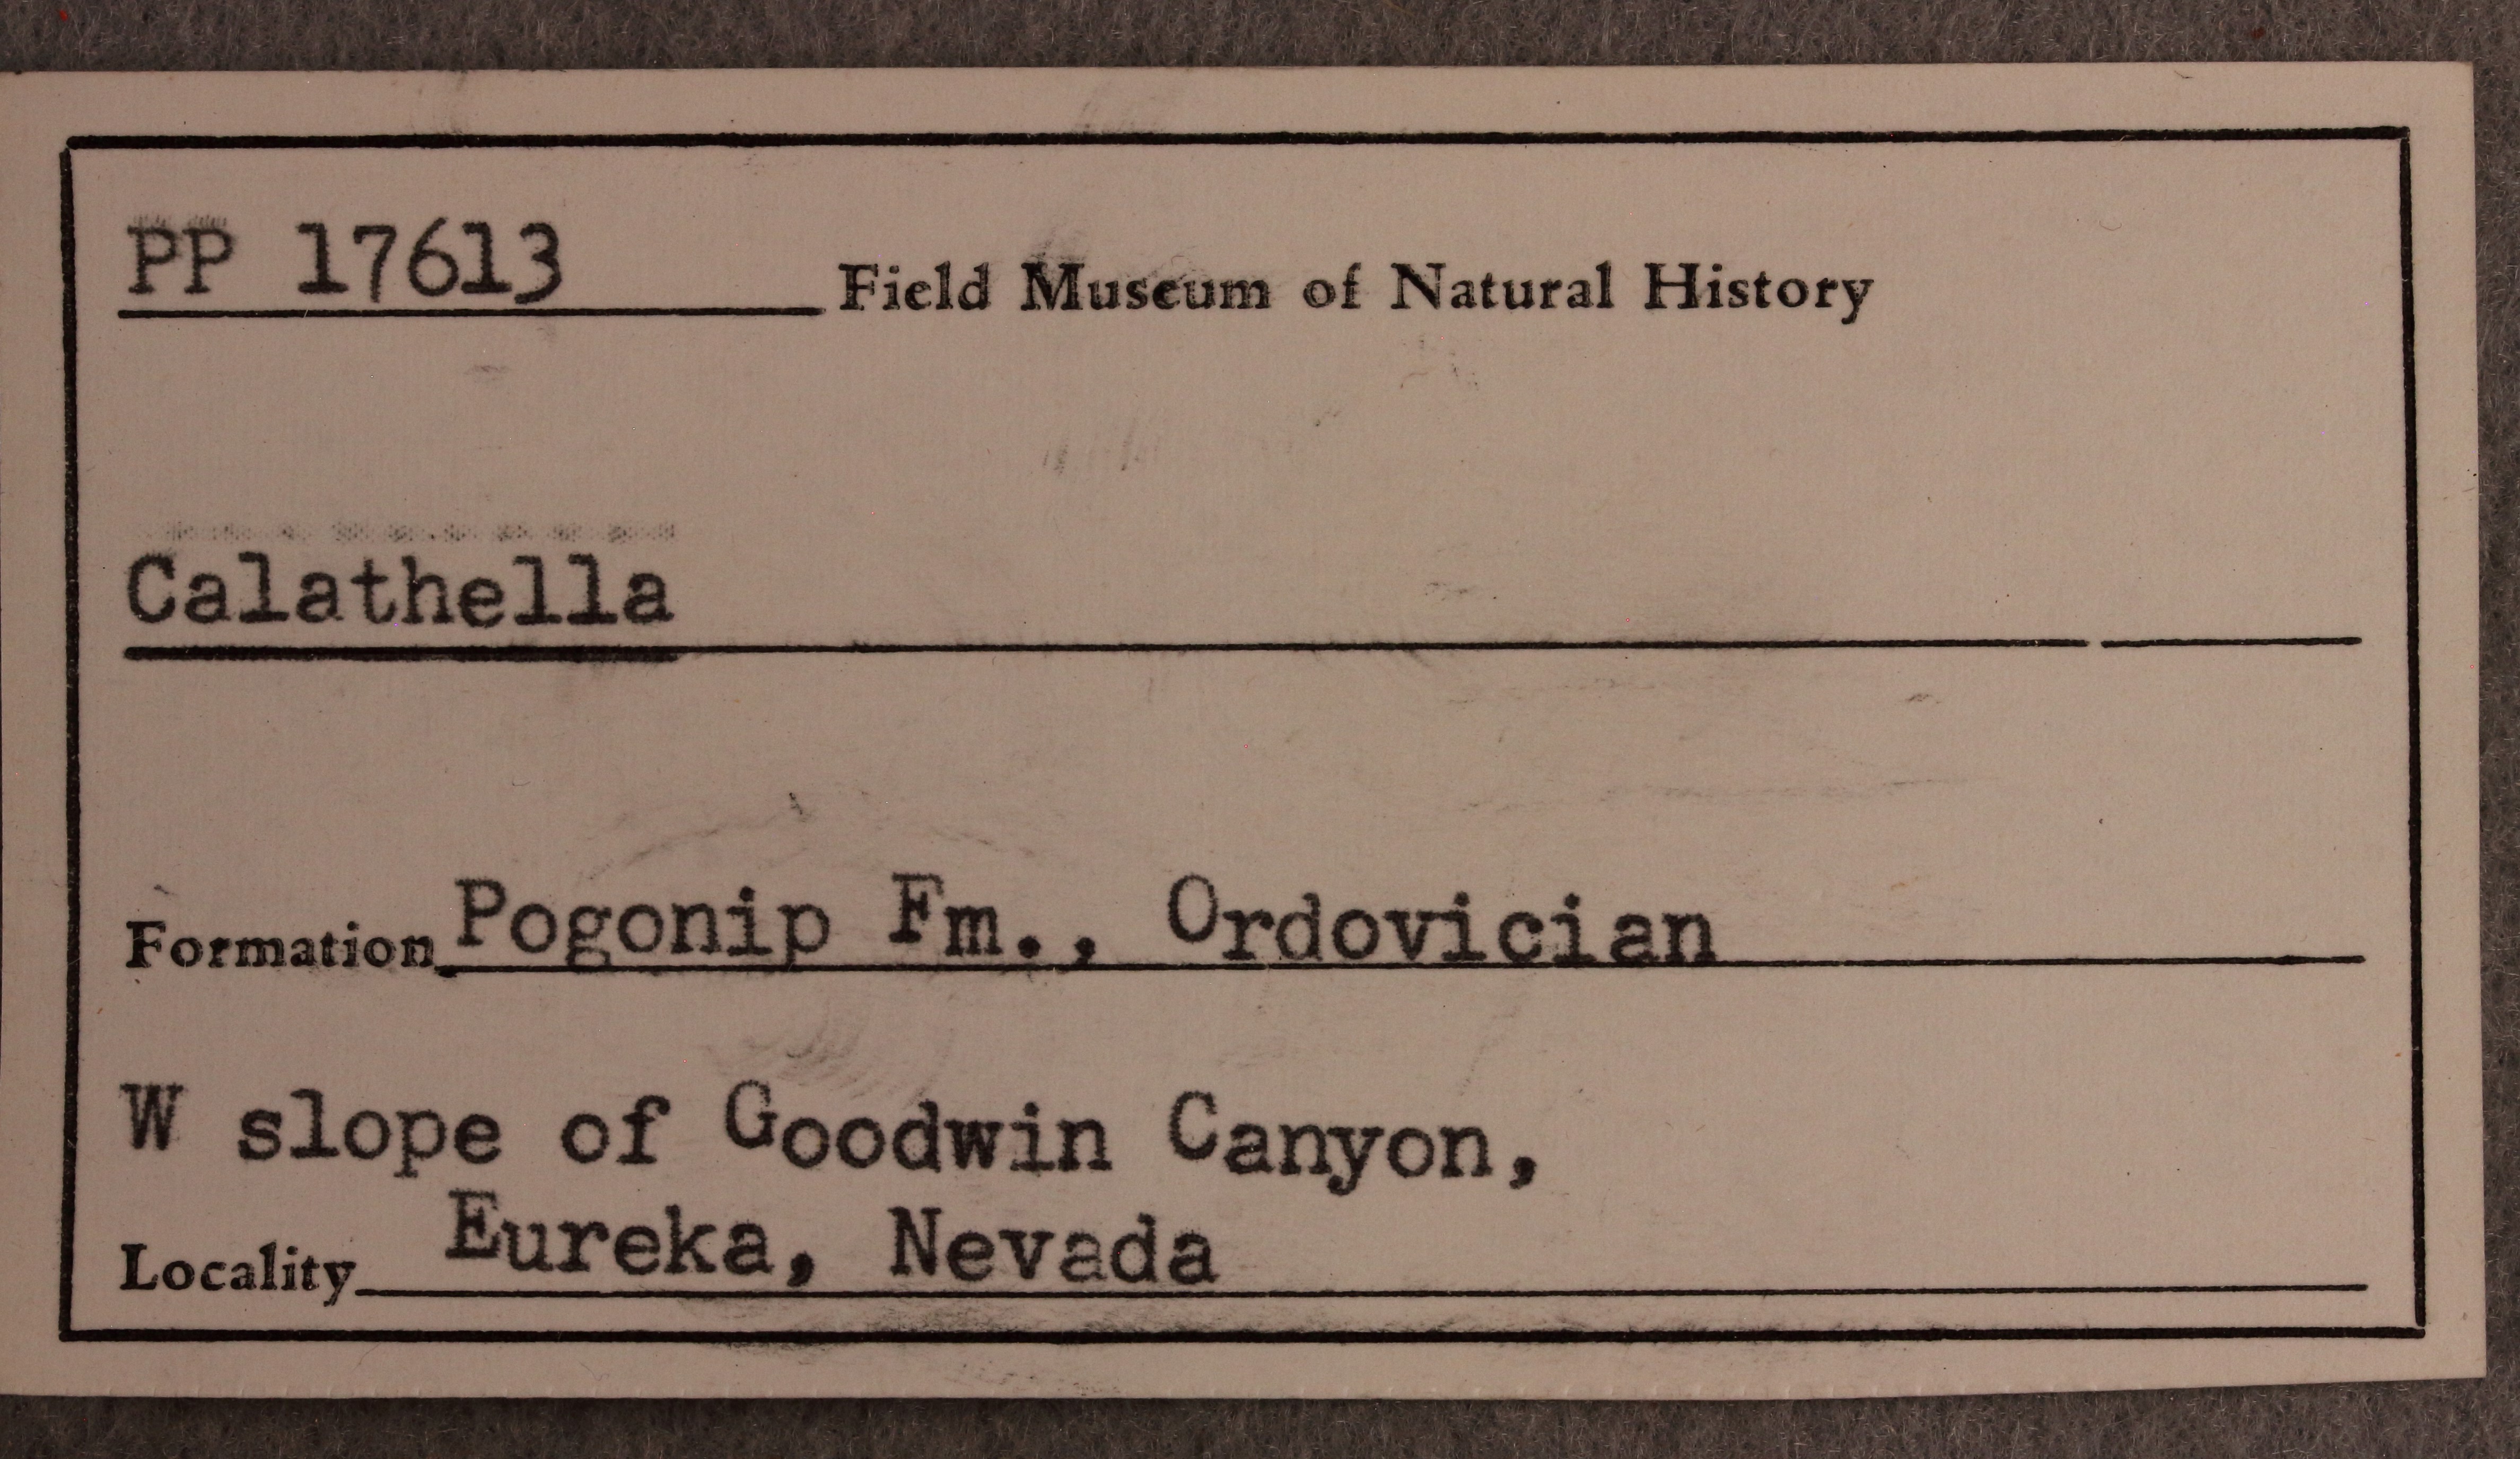 PP 17613 Field Museum of Natural History
Calathella
Formation Pogonip Fm., Ordovician
W slope of Goodwin Canyon,
Locality Eureka, Nevada